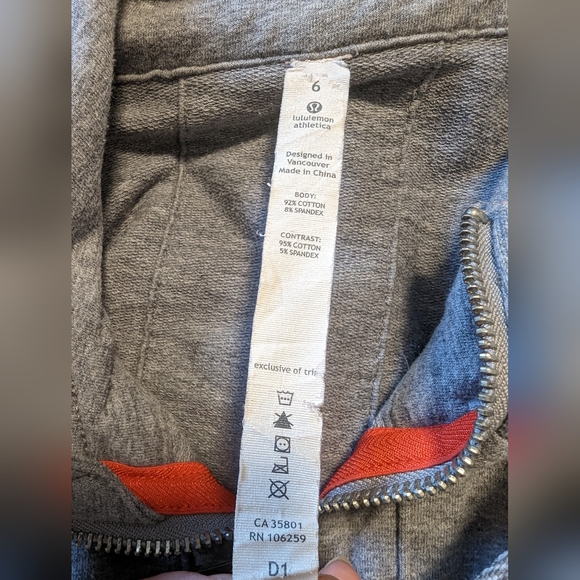 6
lululemon
athletica
Designed in
Vancouver
Made in China
BODY:
92% COTTON
8% SPANDEX
CONTRAST:
95% COTTON
5% SPANDEX
exclusive of trim
CA 35801
RN 106259
D1